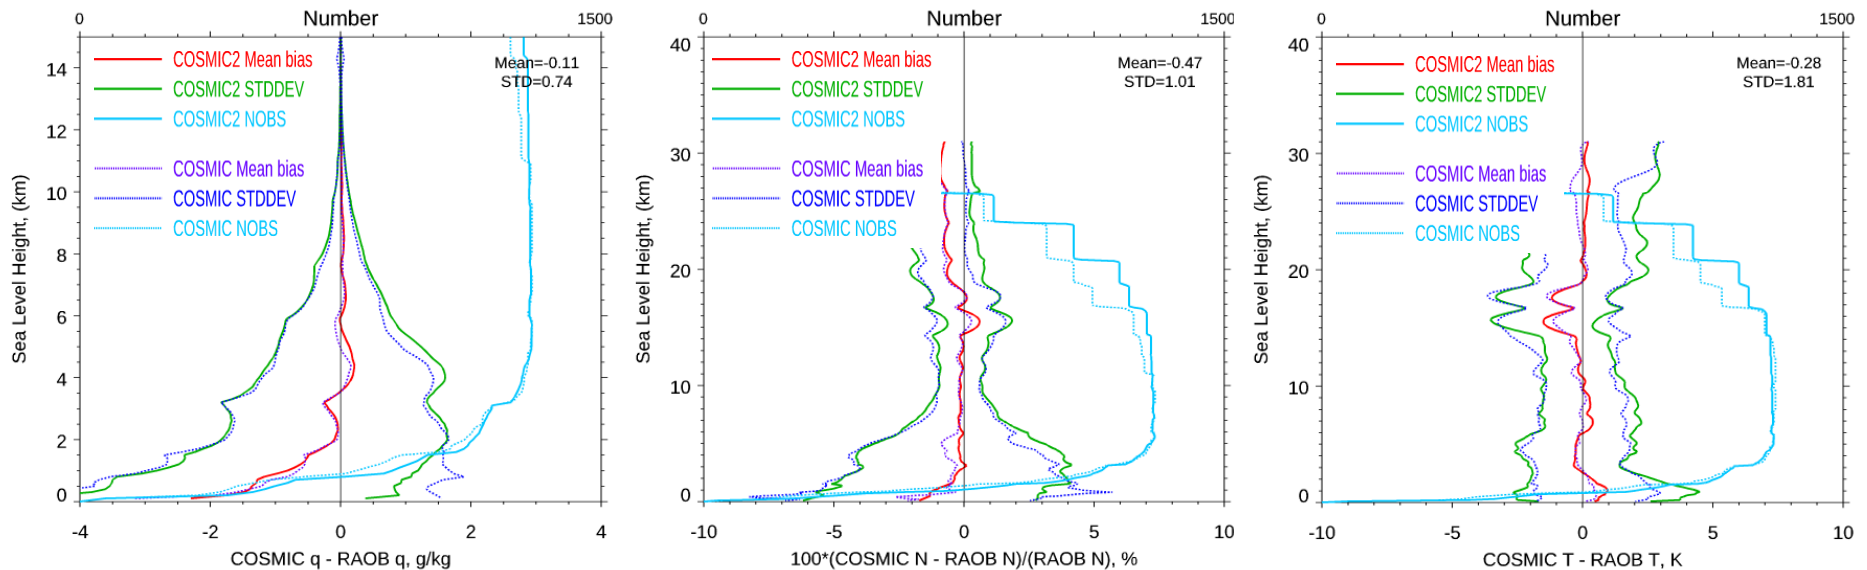 0 Number 1500
COSMIC2 Mean bias
COSMIC2 STDDEV
COSMIC2 NOBS
COSMIC Mean bias
COSMIC STDDEV
COSMIC NOBS
Mean=-0.11
STD=0.74
Sea Level Height, (km)
14
12
10
8
6
4
2
0
-4 -2 0 2 4
COSMIC q - RAOB q, g/kg
0 Number 1500
COSMIC2 Mean bias
COSMIC2 STDDEV
COSMIC2 NOBS
COSMIC Mean bias
COSMIC STDDEV
COSMIC NOBS
Mean=-0.47
STD=1.01
Sea Level Height, (km)
40
30
20
10
0
-10 -5 0 5 10
100*(COSMIC N - RAOB N)/(RAOB N), %
0 Number 1500
COSMIC2 Mean bias
COSMIC2 STDDEV
COSMIC2 NOBS
COSMIC Mean bias
COSMIC STDDEV
COSMIC NOBS
Mean=-0.28
STD=1.81
Sea Level Height, (km)
40
30
20
10
0
-10 -5 0 5 10
COSMIC T - RAOB T, K